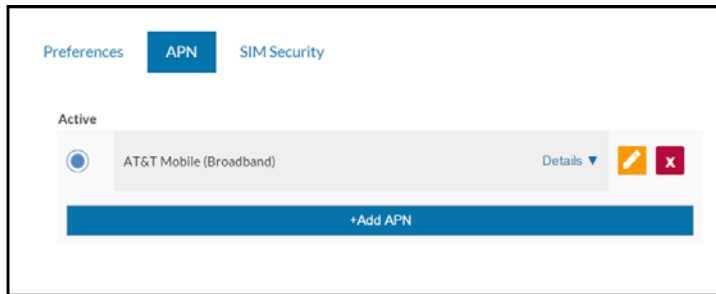 Preferences APN SIM Security
Active
AT&T Mobile (Broadband) Details ▼ x
+Add APN